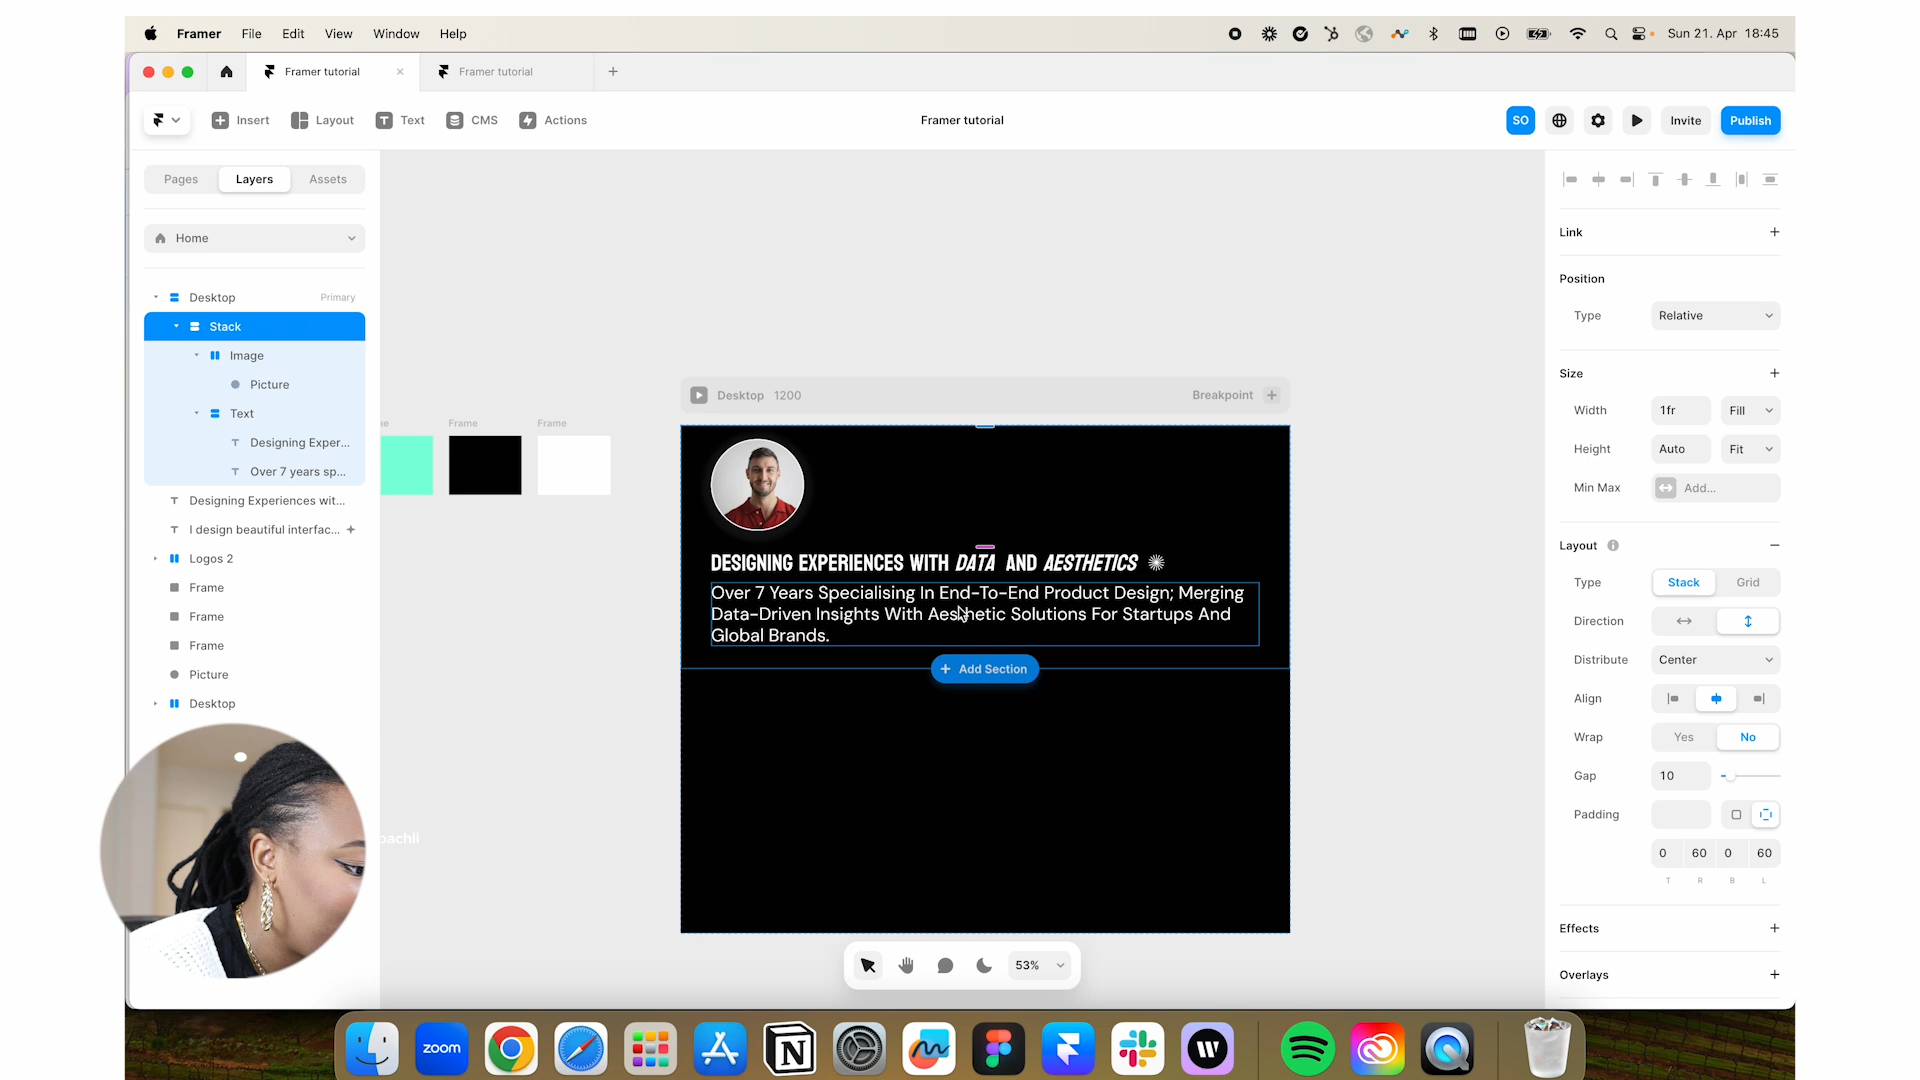 Framer File Edit View Window Help
Sun 21. Apr 18:45
Framer tutorial
Framer tutorial
Insert Layout Text CMS Actions
Framer tutorial
SO
Invite
Publish
Pages Layers Assets
Home
Desktop Primary
Stack
Image
Picture
Text
Designing Exper...
Over 7 years sp...
Designing Experiences wit...
I design beautiful interfac...
Logos 2
Frame
Frame
Frame
Picture
Desktop
Frame
Frame
Desktop 1200
Breakpoint
DESIGNING EXPERIENCES WITH DATA AND AESTHETICS
Over 7 Years Specialising In End-To-End Product Design; Merging
Data-Driven Insights With Aesthetic Solutions For Startups And
Global Brands.
Add Section
53%
Link
Position
Type Relative
Size
Width 1fr Fill
Height Auto Fit
Min Max Add...
Layout
Type Stack Grid
Direction
Distribute Center
Align
Wrap Yes No
Gap 10
Padding
0 60 0 60
T R B L
Effects
Overlays
zoom